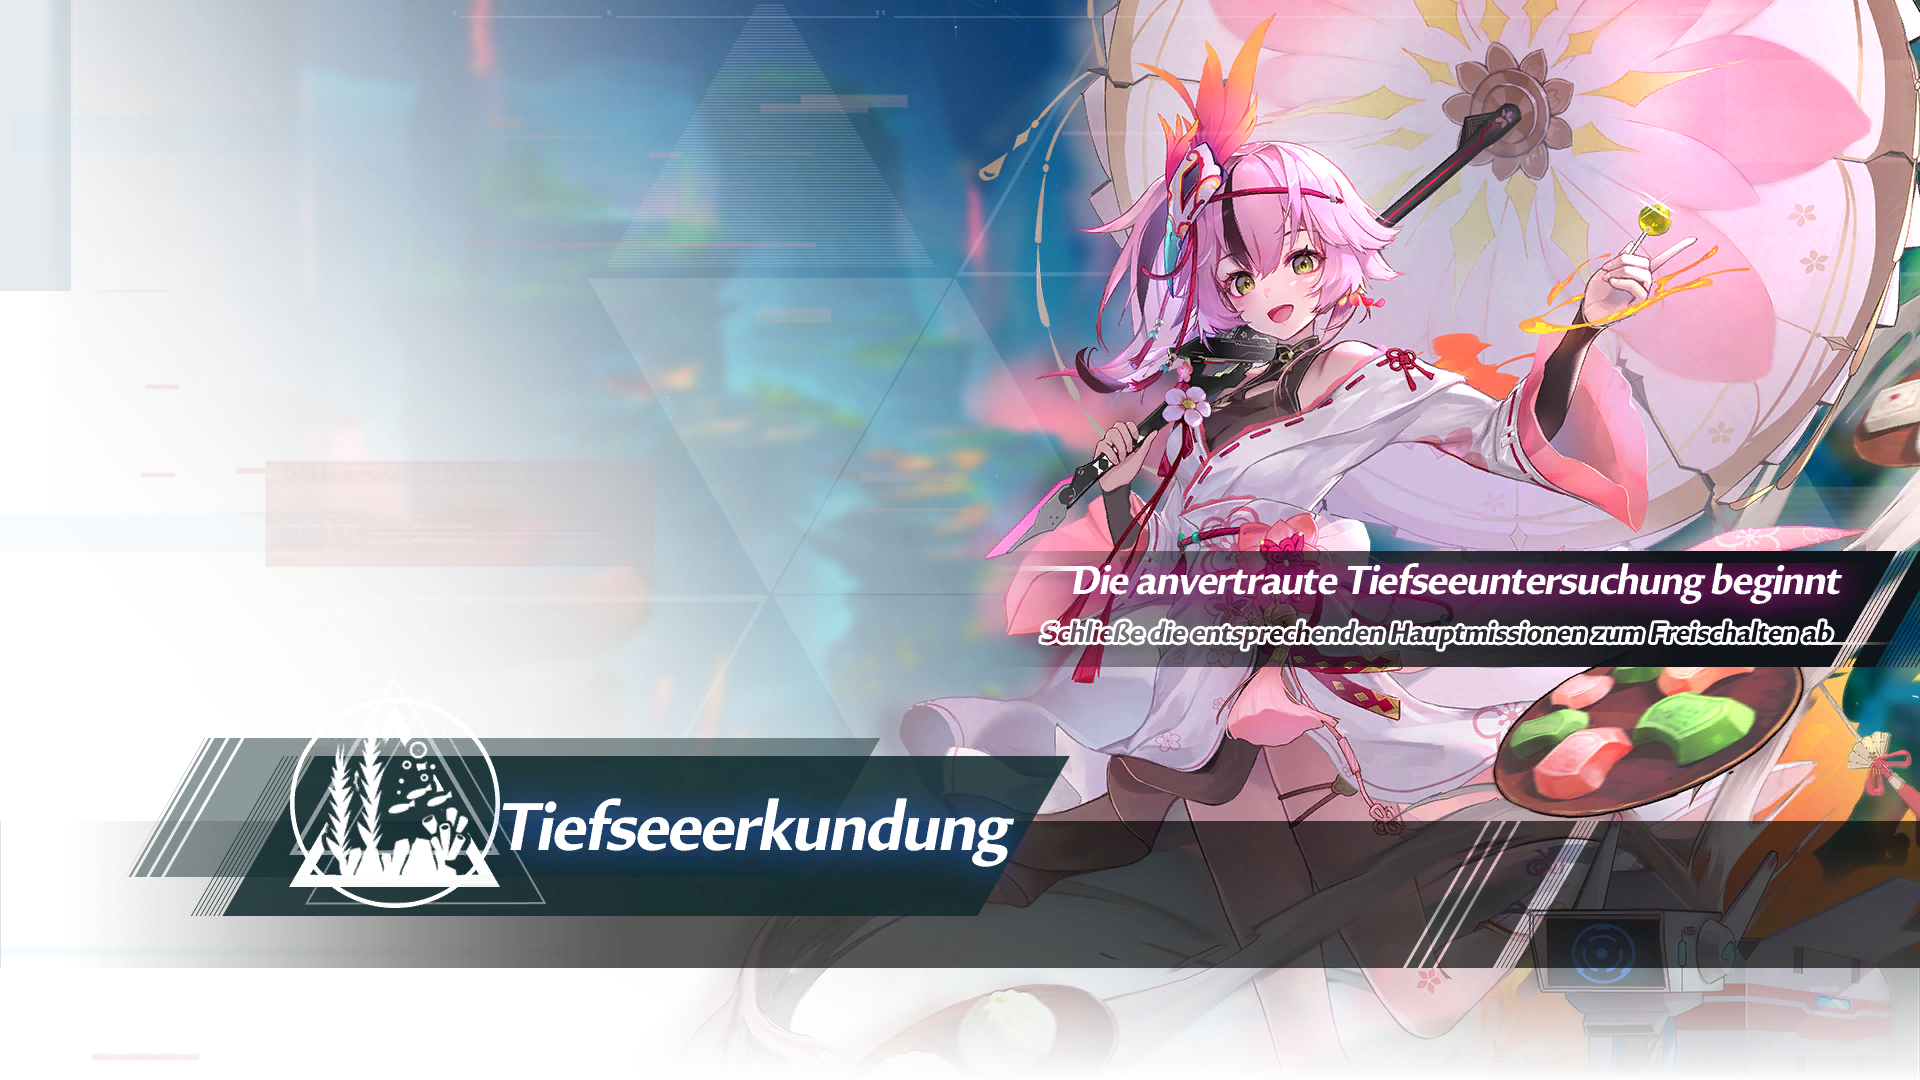 Die anvertraute Tiefseeuntersuchung beginnt
Schließe die entsprechenden Hauptmissionen zum Freischalten ab
Tiefseeerkundung